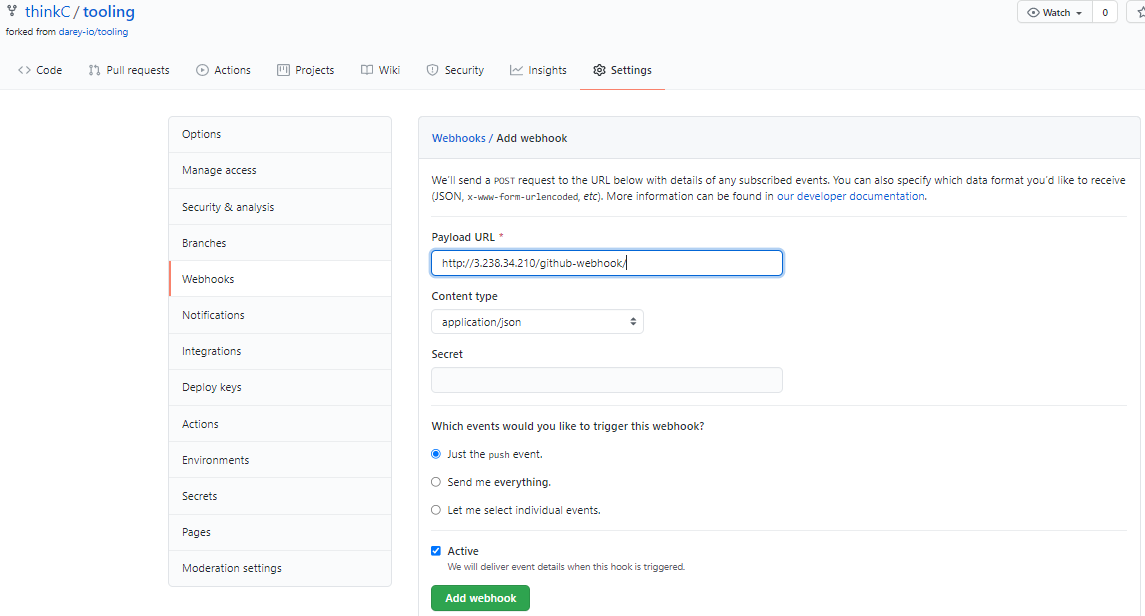 thinkC / tooling
Watch
0
forked from darey-io/tooling
Code
Pull requests
Actions
Projects
Wiki
Security
Insights
Settings
Options
Manage access
Security & analysis
Branches
Webhooks
Notifications
Integrations
Deploy keys
Actions
Environments
Secrets
Pages
Moderation settings
Webhooks / Add webhook
We'll send a POST request to the URL below with details of any subscribed events. You can also specify which data format you'd like to receive
(JSON, x-www-form-urlencoded, etc). More information can be found in our developer documentation.
Payload URL *
http://3.238.34.210/github-webhook/
Content type
application/json
Secret
Which events would you like to trigger this webhook?
Just the push event.
Send me everything.
Let me select individual events.
Active
We will deliver event details when this hook is triggered.
Add webhook